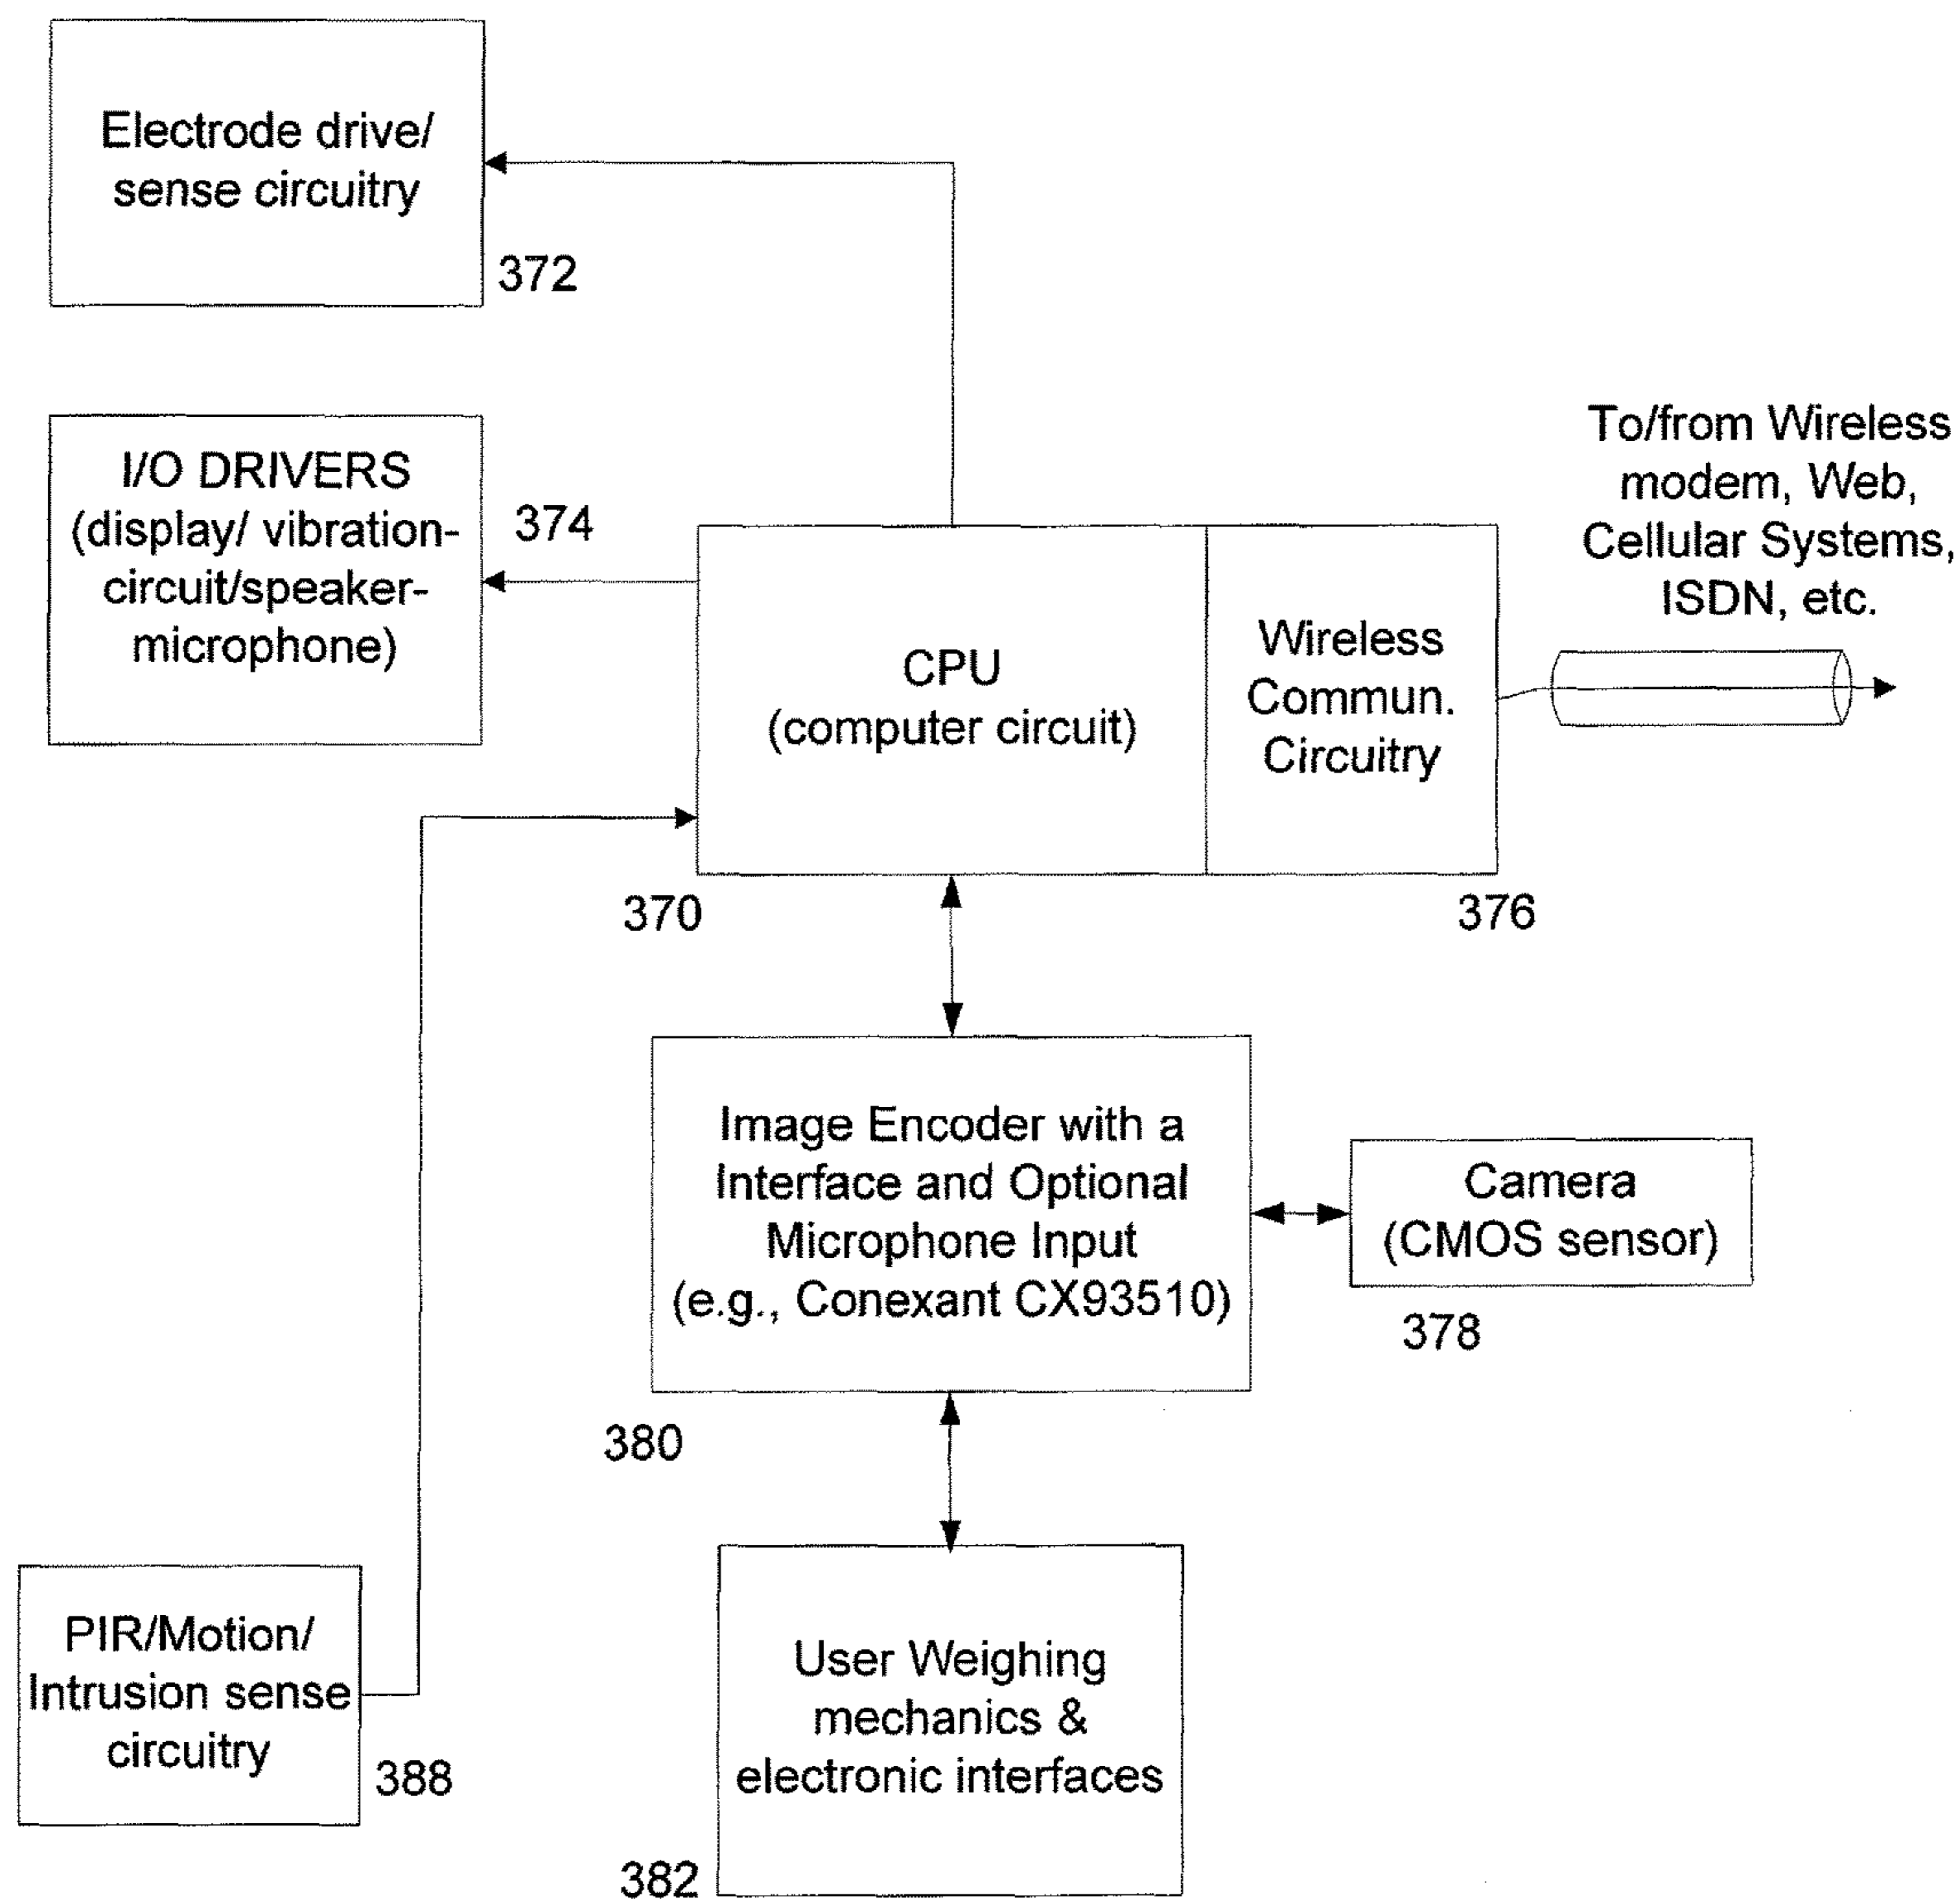 Electrode drive/
sense circuitry
372
I/O DRIVERS
(display/ vibration-
circuit/speaker-
microphone)
374
To/from Wireless
modem, Web,
Cellular Systems,
ISDN, etc.
CPU
(computer circuit)
Wireless
Commun.
Circuitry
370
376
Image Encoder with a
Interface and Optional
Microphone Input
(e.g., Conexant CX93510)
Camera
(CMOS sensor)
378
380
PIR/Motion/
Intrusion sense
circuitry
388
User Weighing
mechanics &
electronic interfaces
382